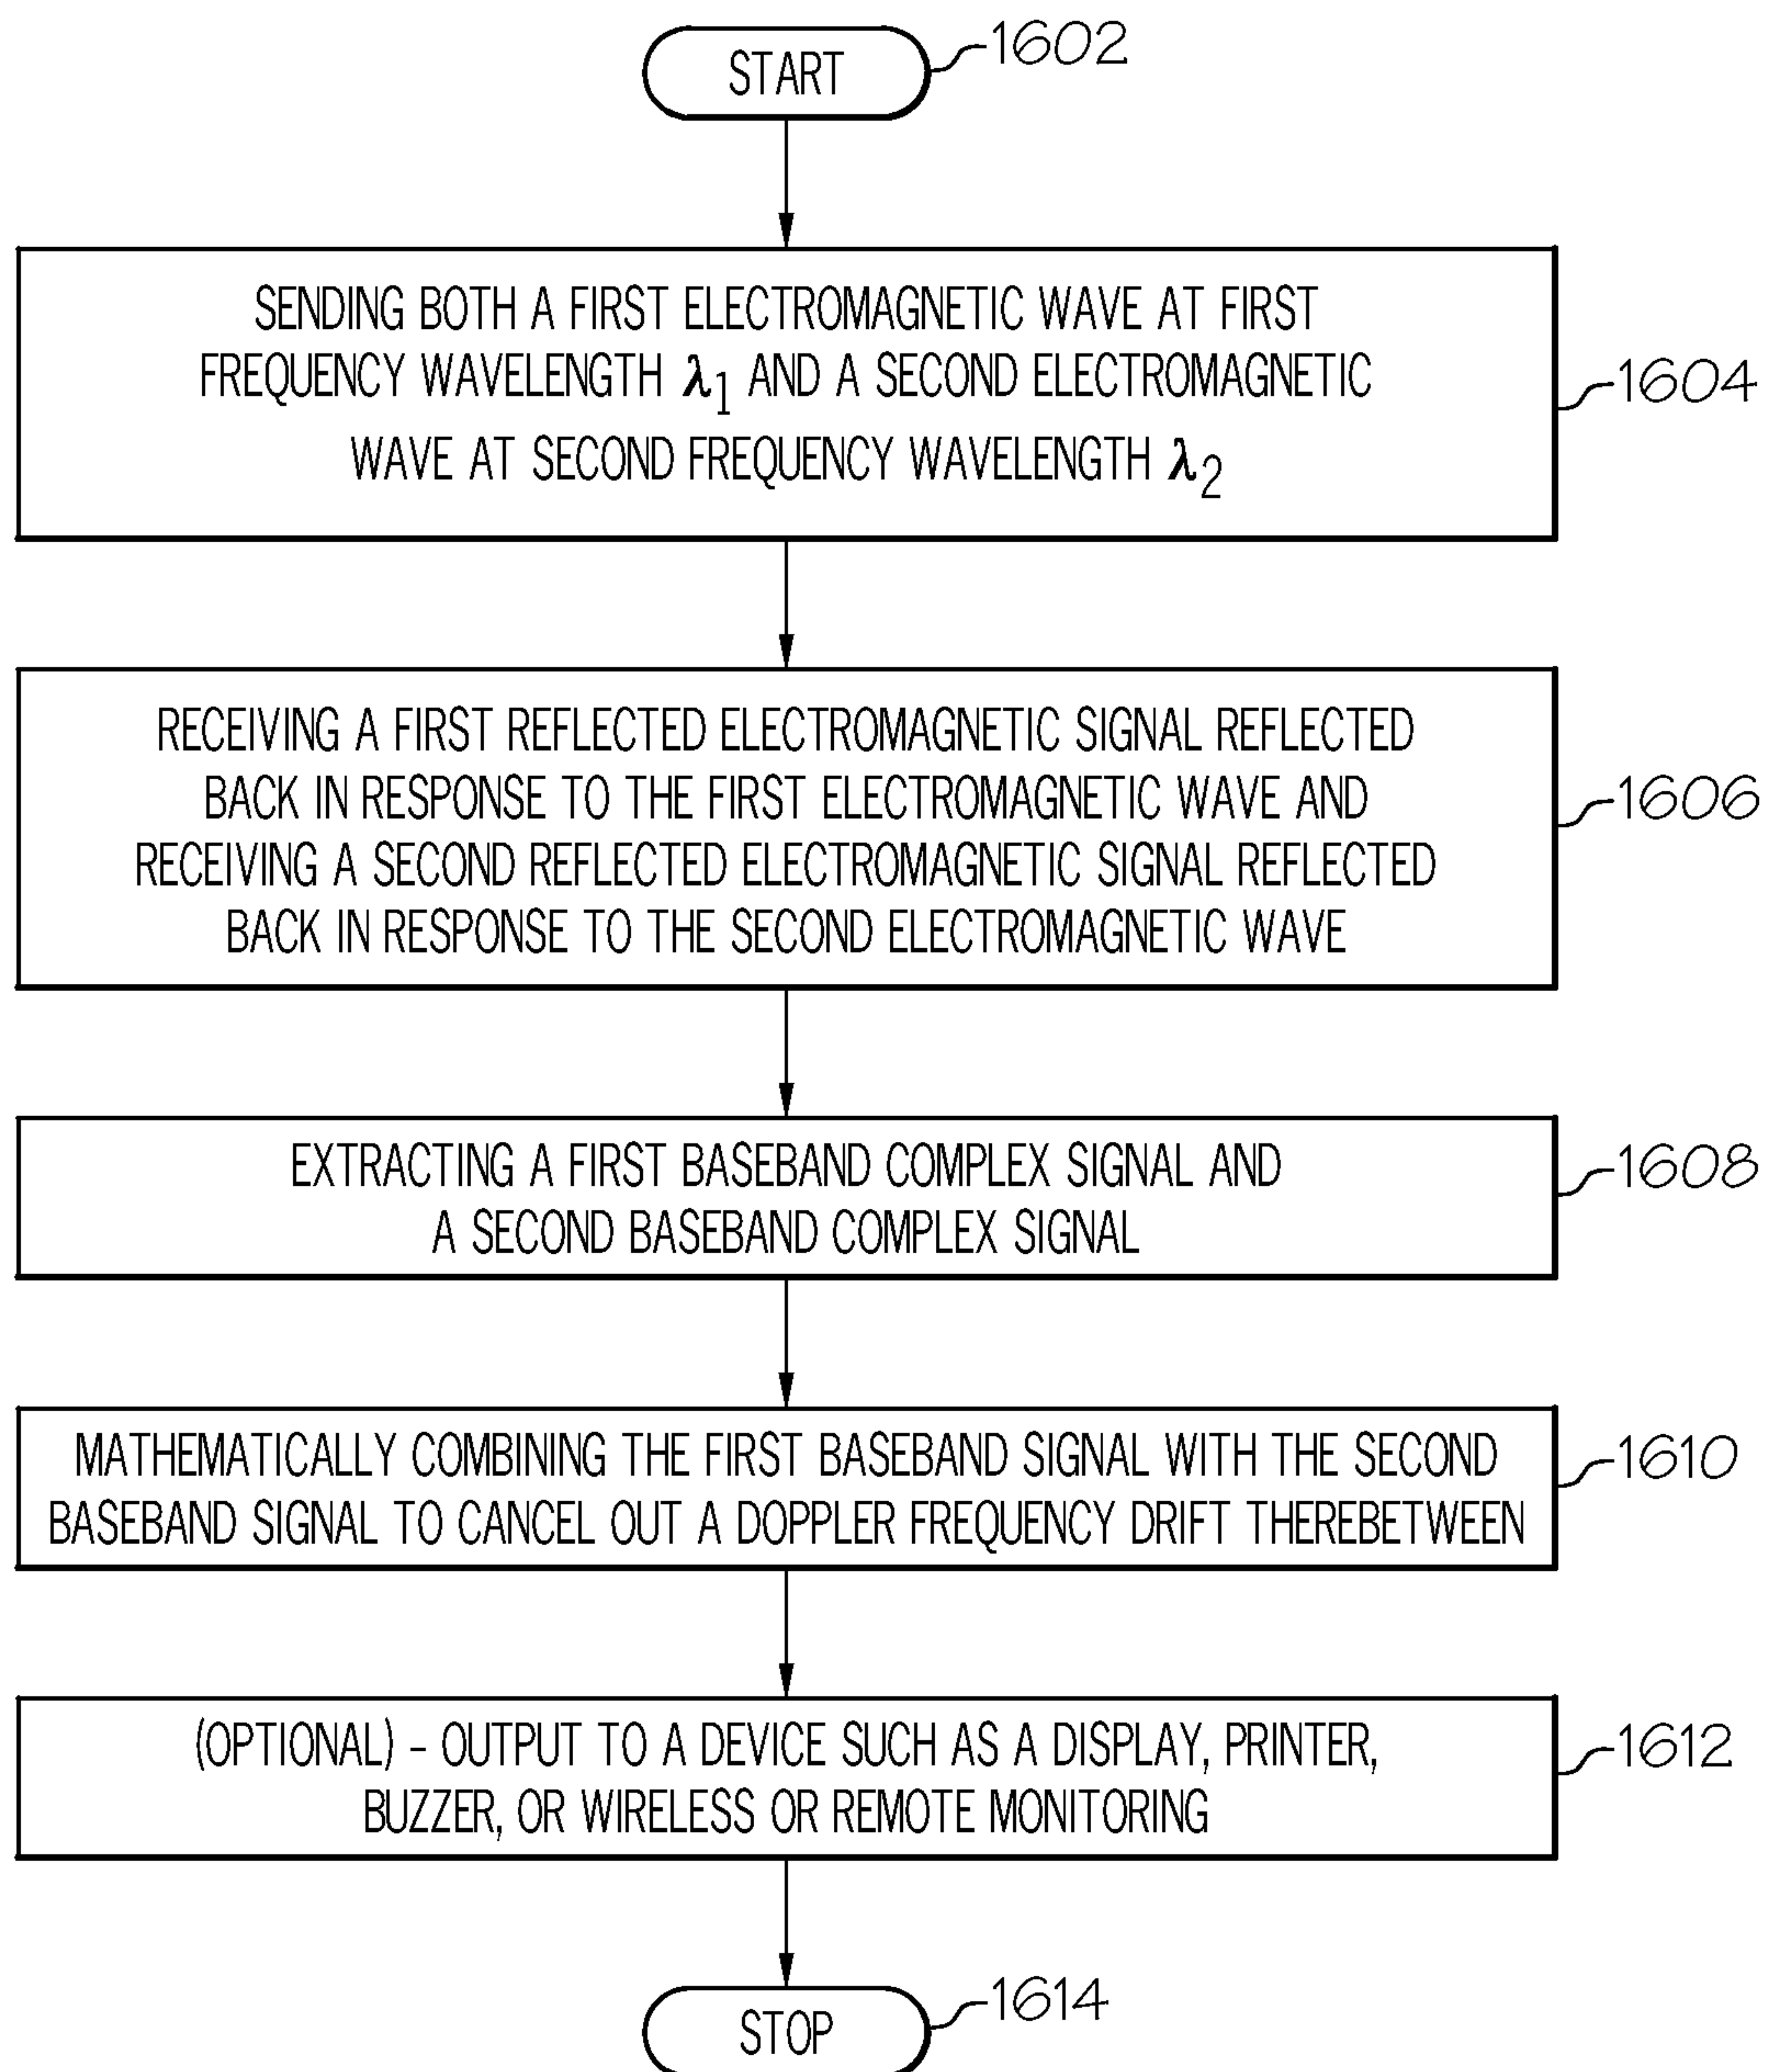 START
1602
SENDING BOTH A FIRST ELECTROMAGNETIC WAVE AT FIRST
FREQUENCY WAVELENGTH λ1 AND A SECOND ELECTROMAGNETIC
WAVE AT SECOND FREQUENCY WAVELENGTH λ2
1604
RECEIVING A FIRST REFLECTED ELECTROMAGNETIC SIGNAL REFLECTED
BACK IN RESPONSE TO THE FIRST ELECTROMAGNETIC WAVE AND
RECEIVING A SECOND REFLECTED ELECTROMAGNETIC SIGNAL REFLECTED
BACK IN RESPONSE TO THE SECOND ELECTROMAGNETIC WAVE
1606
EXTRACTING A FIRST BASEBAND COMPLEX SIGNAL AND
A SECOND BASEBAND COMPLEX SIGNAL
1608
MATHEMATICALLY COMBINING THE FIRST BASEBAND SIGNAL WITH THE SECOND
BASEBAND SIGNAL TO CANCEL OUT A DOPPLER FREQUENCY DRIFT THEREBETWEEN
1610
(OPTIONAL) – OUTPUT TO A DEVICE SUCH AS A DISPLAY, PRINTER,
BUZZER, OR WIRELESS OR REMOTE MONITORING
1612
STOP
1614